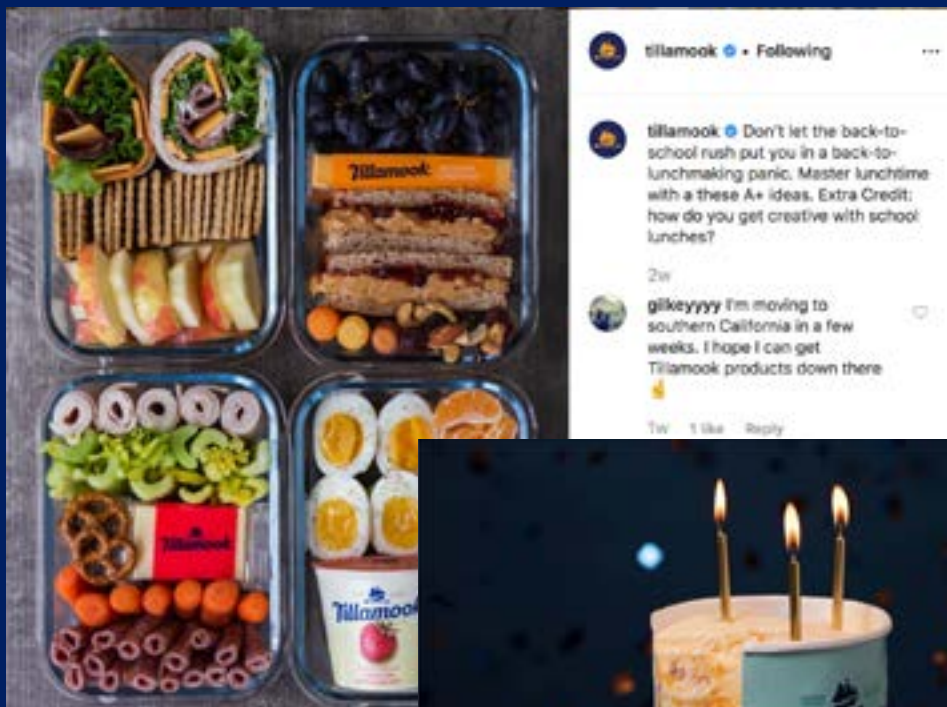 Tillamook
Tillamook
Tillamook
tillamook • Following
tillamook Don't let the back-to-
school rush put you in a back-to-
lunchmaking panic. Master lunchtime
with a these A+ ideas. Extra Credit:
how do you get creative with school
lunches?
2w
gilkeyyyy I'm moving to
southern California in a few
weeks. I hope I can get
Tillamook products down there
🤞
1w 1 like Reply